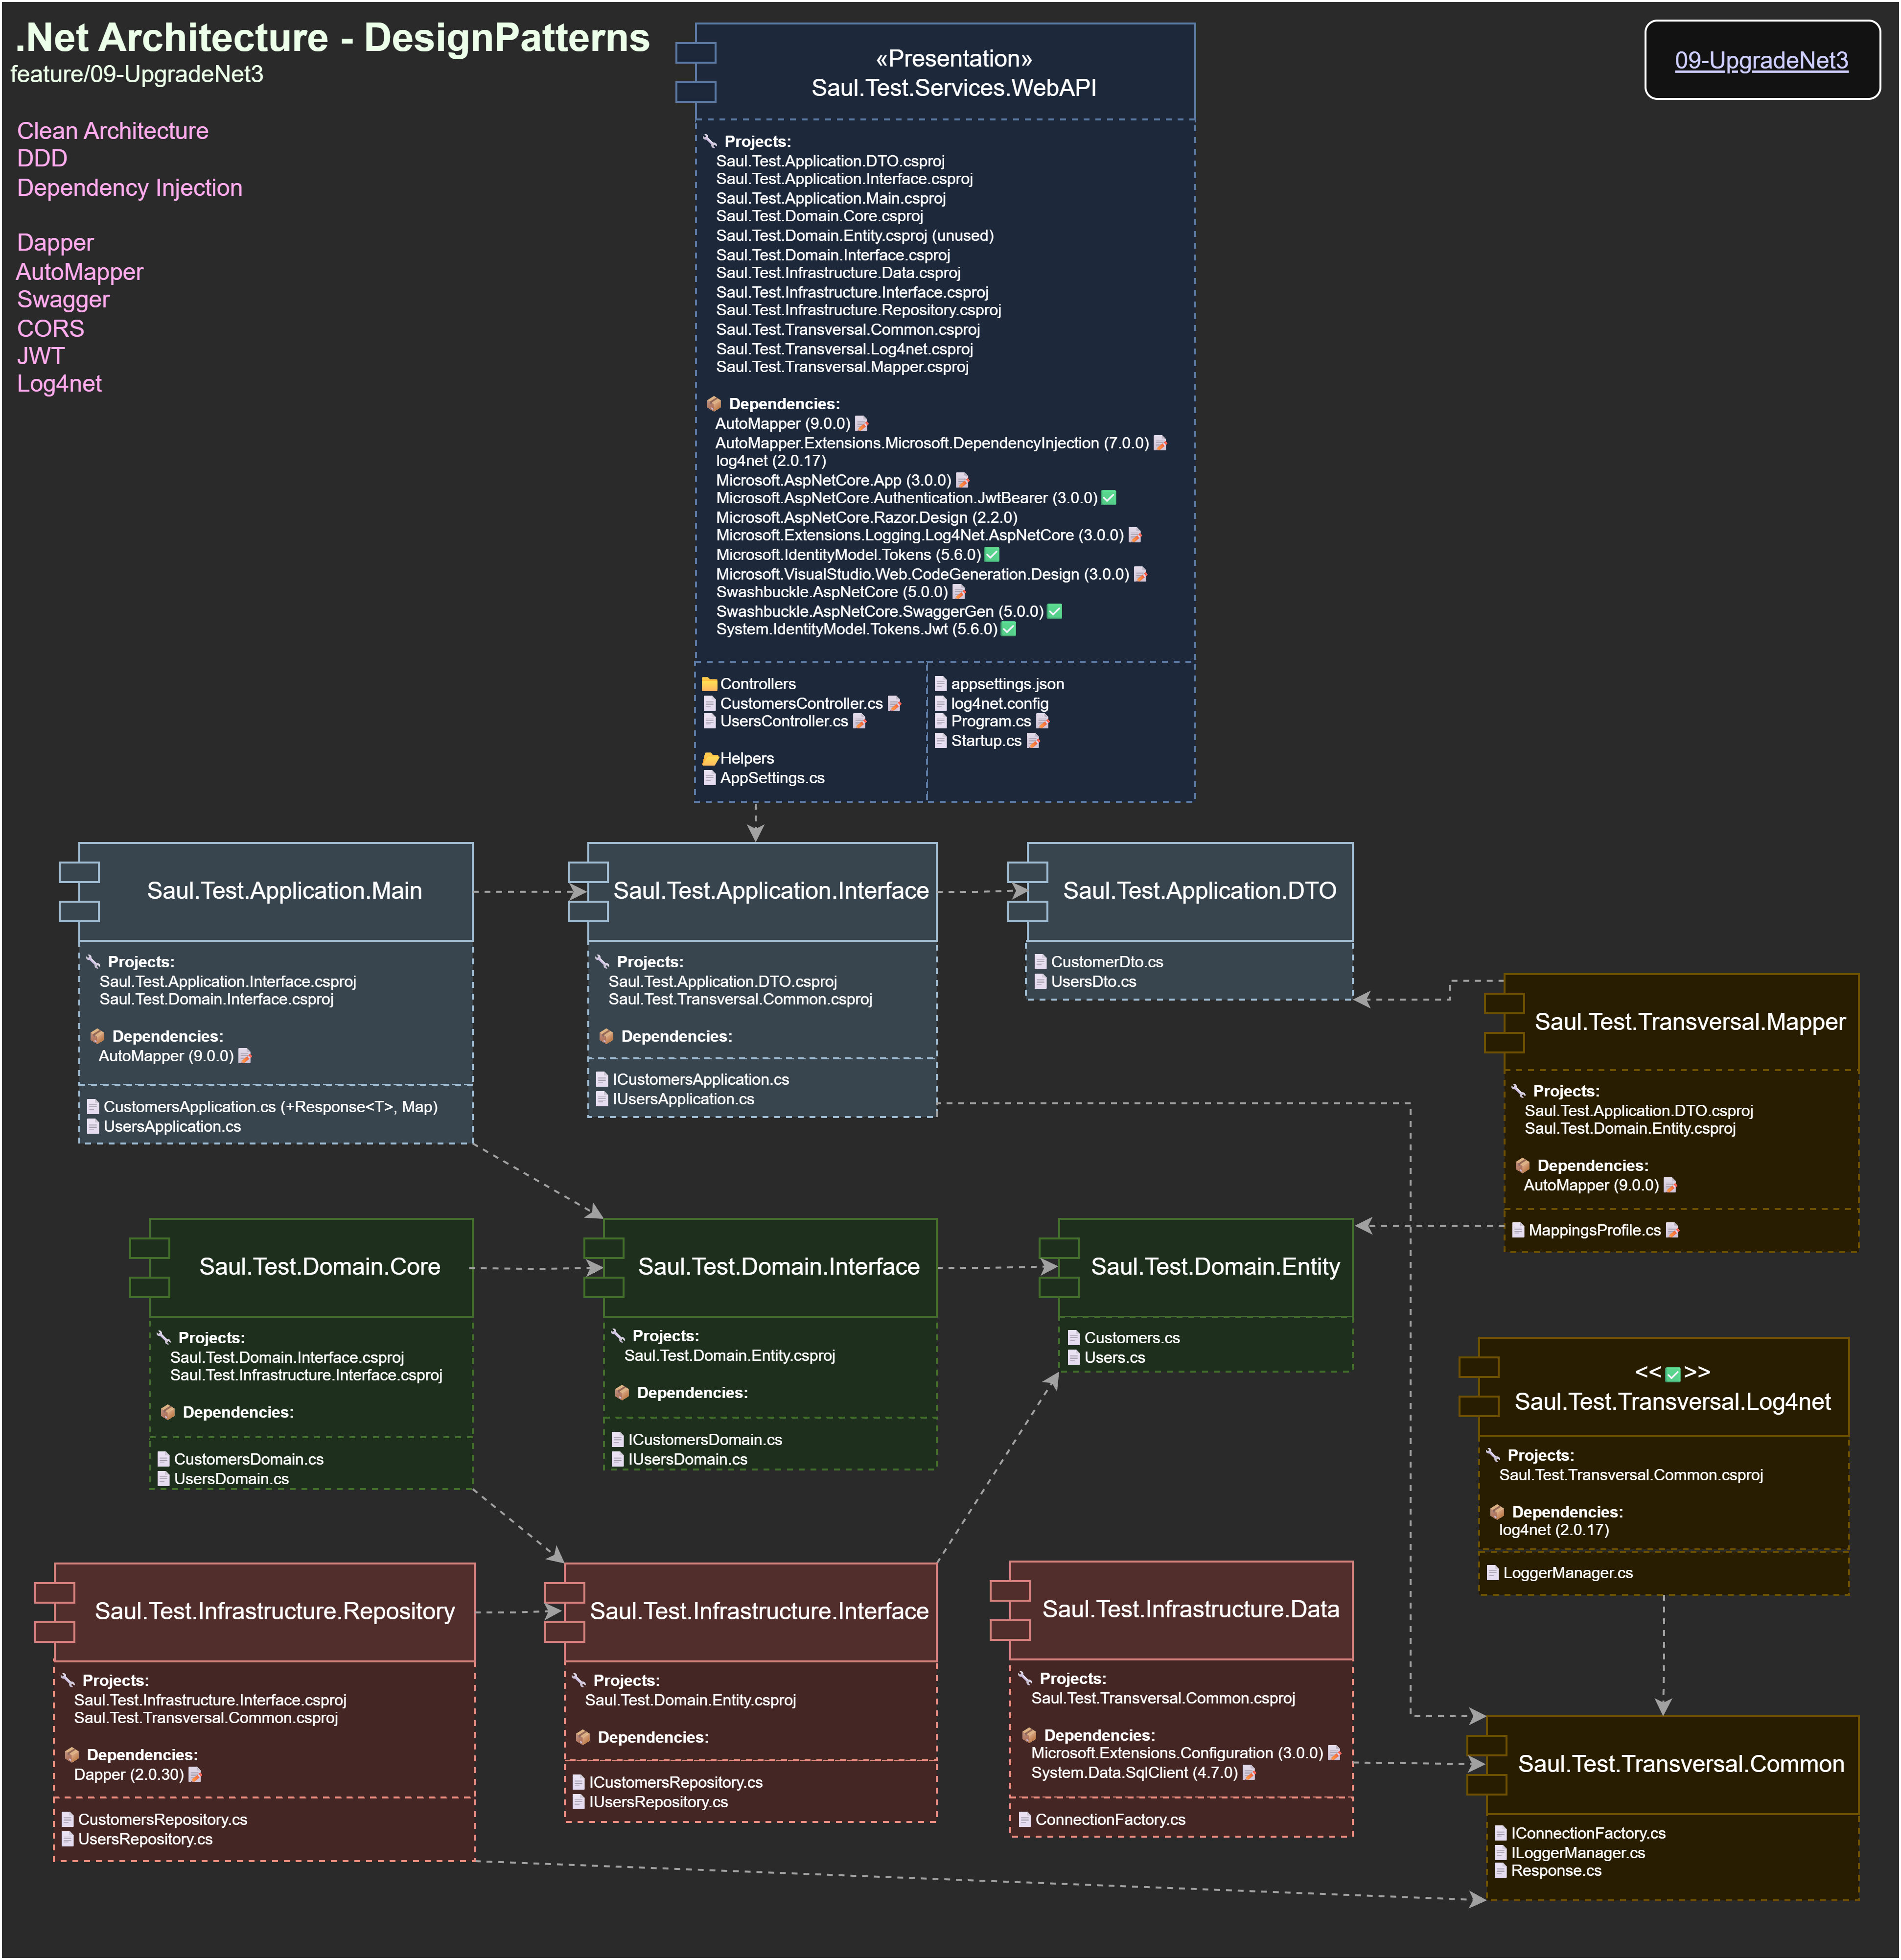 .Net Architecture - DesignPatterns
feature/09-UpgradeNet3
Clean Architecture
DDD
Dependency Injection
Dapper
AutoMapper
Swagger
CORS
JWT
Log4net
09-UpgradeNet3
«Presentation»
Saul.Test.Services.WebAPI
Projects:
Saul.Test.Application.DTO.csproj
Saul.Test.Application.Interface.csproj
Saul.Test.Application.Main.csproj
Saul.Test.Domain.Core.csproj
Saul.Test.Domain.Entity.csproj (unused)
Saul.Test.Domain.Interface.csproj
Saul.Test.Infrastructure.Data.csproj
Saul.Test.Infrastructure.Interface.csproj
Saul.Test.Infrastructure.Repository.csproj
Saul.Test.Transversal.Common.csproj
Saul.Test.Transversal.Log4net.csproj
Saul.Test.Transversal.Mapper.csproj
Dependencies:
AutoMapper (9.0.0)
AutoMapper.Extensions.Microsoft.DependencyInjection (7.0.0)
log4net (2.0.17)
Microsoft.AspNetCore.App (3.0.0)
Microsoft.AspNetCore.Authentication.JwtBearer (3.0.0)
Microsoft.AspNetCore.Razor.Design (2.2.0)
Microsoft.Extensions.Logging.Log4Net.AspNetCore (3.0.0)
Microsoft.IdentityModel.Tokens (5.6.0)
Microsoft.VisualStudio.Web.CodeGeneration.Design (3.0.0)
Swashbuckle.AspNetCore (5.0.0)
Swashbuckle.AspNetCore.SwaggerGen (5.0.0)
System.IdentityModel.Tokens.Jwt (5.6.0)
Controllers
CustomersController.cs
UsersController.cs
Helpers
AppSettings.cs
appsettings.json
log4net.config
Program.cs
Startup.cs
Saul.Test.Application.Main
Projects:
Saul.Test.Application.Interface.csproj
Saul.Test.Domain.Interface.csproj
Dependencies:
AutoMapper (9.0.0)
CustomersApplication.cs (+Response<T>, Map)
UsersApplication.cs
Saul.Test.Application.Interface
Projects:
Saul.Test.Application.DTO.csproj
Saul.Test.Transversal.Common.csproj
Dependencies:
ICustomersApplication.cs
IUsersApplication.cs
Saul.Test.Application.DTO
CustomerDto.cs
UsersDto.cs
Saul.Test.Transversal.Mapper
Projects:
Saul.Test.Application.DTO.csproj
Saul.Test.Domain.Entity.csproj
Dependencies:
AutoMapper (9.0.0)
MappingsProfile.cs
Saul.Test.Domain.Core
Projects:
Saul.Test.Domain.Interface.csproj
Saul.Test.Infrastructure.Interface.csproj
Dependencies:
CustomersDomain.cs
UsersDomain.cs
Saul.Test.Domain.Interface
Projects:
Saul.Test.Domain.Entity.csproj
Dependencies:
ICustomersDomain.cs
IUsersDomain.cs
Saul.Test.Domain.Entity
Customers.cs
Users.cs
<<✅>>
Saul.Test.Transversal.Log4net
Projects:
Saul.Test.Transversal.Common.csproj
Dependencies:
log4net (2.0.17)
LoggerManager.cs
Saul.Test.Infrastructure.Repository
Projects:
Saul.Test.Infrastructure.Interface.csproj
Saul.Test.Transversal.Common.csproj
Dependencies:
Dapper (2.0.30)
CustomersRepository.cs
UsersRepository.cs
Saul.Test.Infrastructure.Interface
Projects:
Saul.Test.Domain.Entity.csproj
Dependencies:
ICustomersRepository.cs
IUsersRepository.cs
Saul.Test.Infrastructure.Data
Projects:
Saul.Test.Transversal.Common.csproj
Dependencies:
Microsoft.Extensions.Configuration (3.0.0)
System.Data.SqlClient (4.7.0)
ConnectionFactory.cs
Saul.Test.Transversal.Common
IConnectionFactory.cs
ILoggerManager.cs
Response.cs